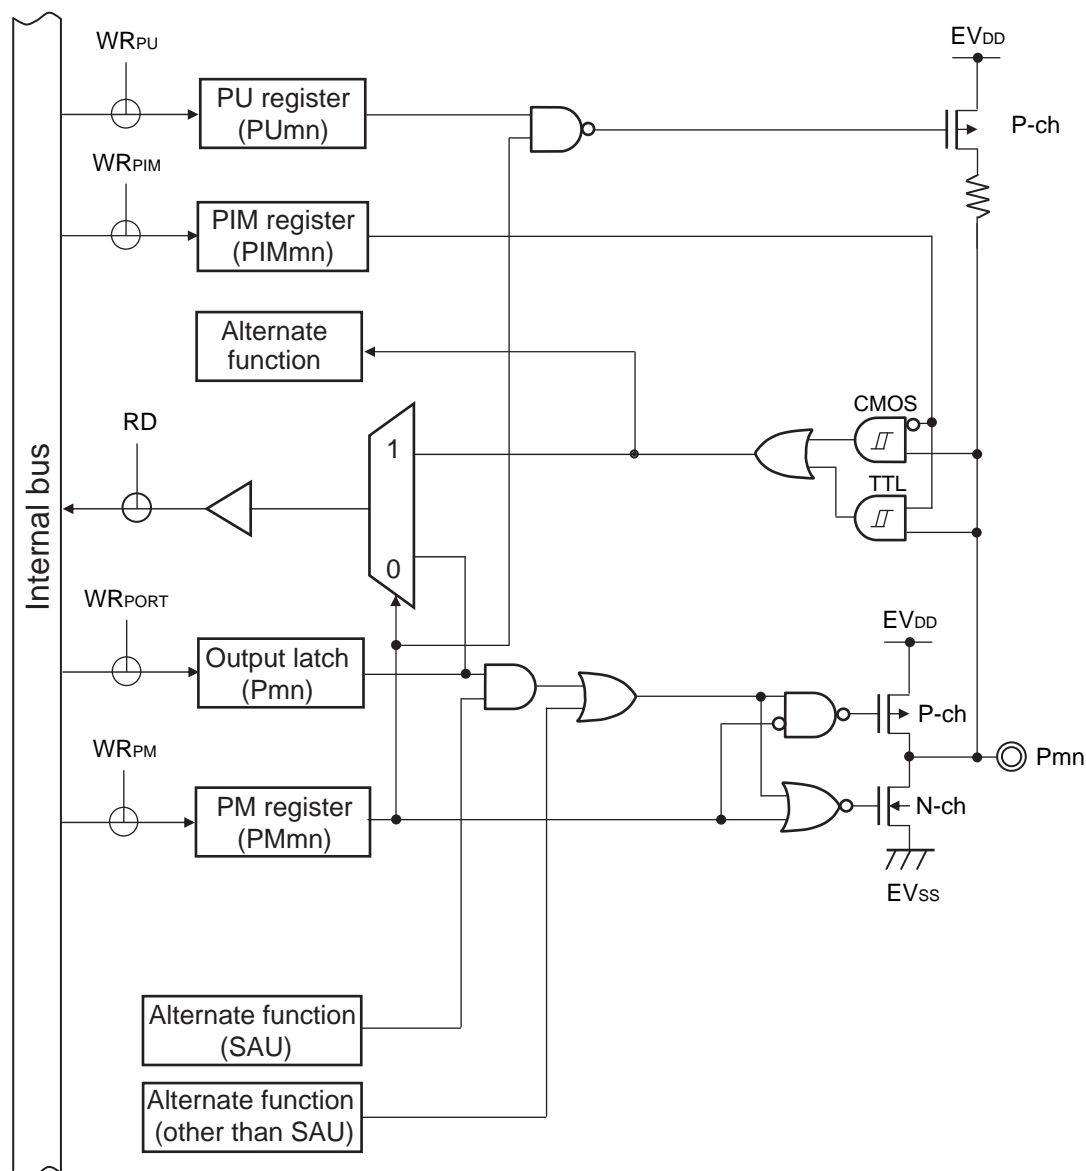 WRPU
EVDD
PU register
(PUmn)
P-ch
WRPIM
PIM register
(PIMmn)
Alternate
function
CMOS
RD
1
TTL
Internal bus
0
WRPORT
EVDD
Output latch
(Pmn)
P-ch
WRPM
Pmn
PM register
(PMmn)
N-ch
EVSS
Alternate function
(SAU)
Alternate function
(other than SAU)